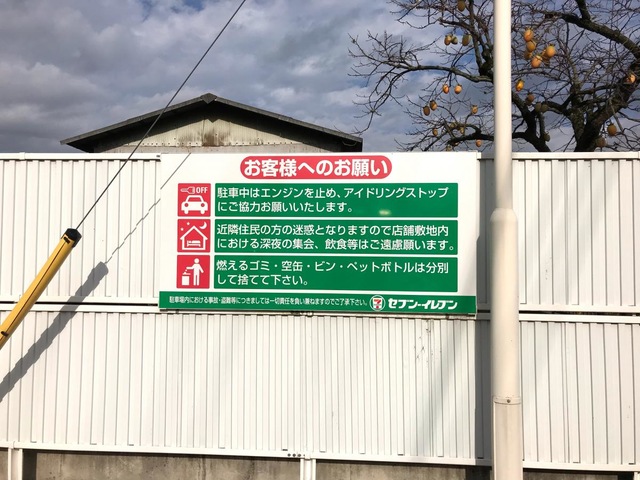 お客様へのお願い
OFF
駐車中はエンジンを止め、アイドリングストップ
にご協力お願いいたします。
近隣住民の方の迷惑となりますので店舗敷地内
における深夜の集会、飲食等はご遠慮願います。
燃えるゴミ・空缶・ビン・ペットボトルは分別
して捨てて下さい。
駐車場内における事故・盗難等につきましては一切責任を負い兼ねますのでご了承下さい。
セブン-イレブン